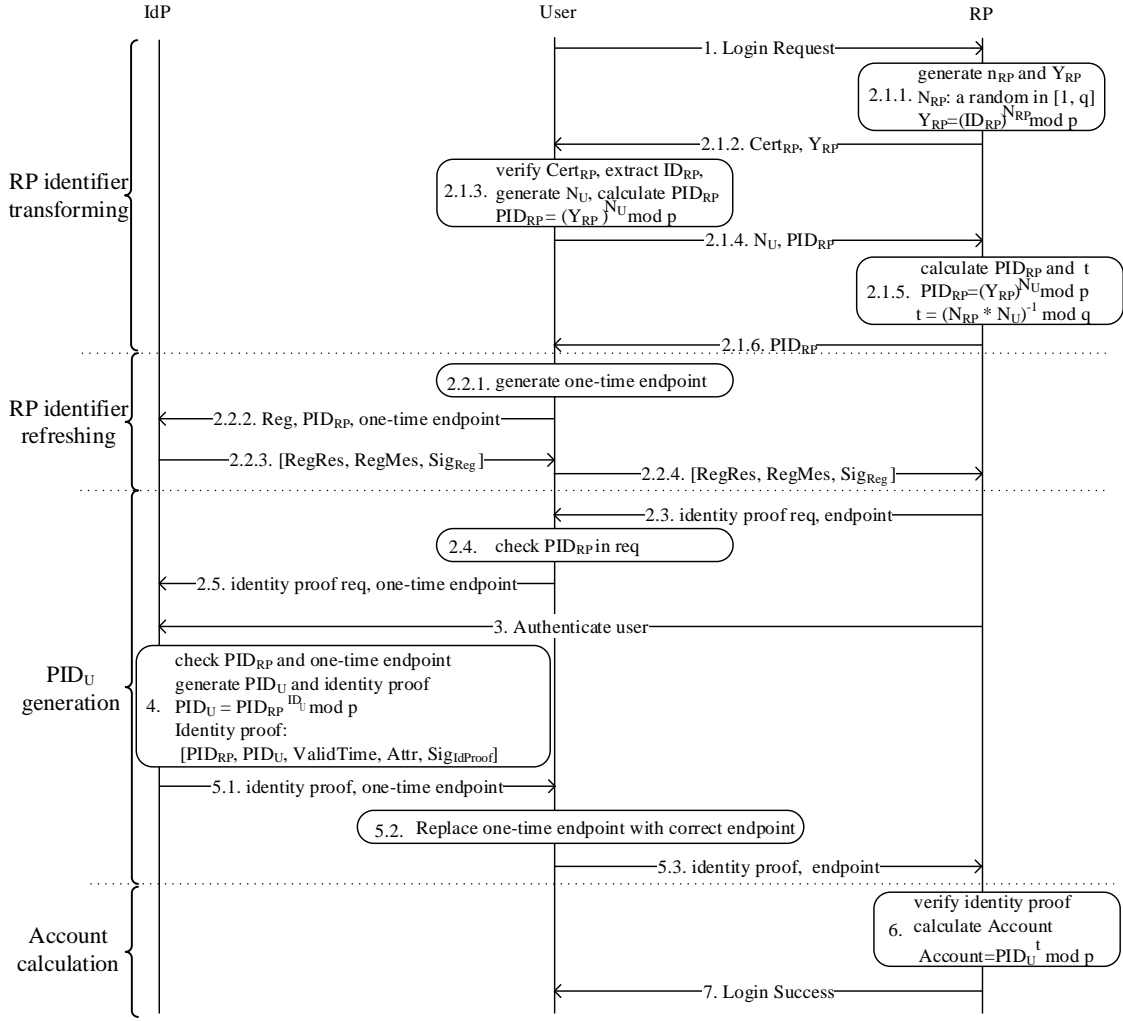 IdP User RP
1. Login Request
generate nRP and YRP
2.1.1. NRP: a random in [1, q]
YRP=(IDRP)^NRP mod p
2.1.2. CertRP, YRP
verify CertRP, extract IDRP,
2.1.3. generate NU, calculate PIDRP
PIDRP = (YRP )^NU mod p
RP identifier
transforming
2.1.4. NU, PIDRP
calculate PIDRP and t
2.1.5. PIDRP=(YRP)^NU mod p
t = (NRP * NU)^-1 mod q
2.1.6. PIDRP
2.2.1. generate one-time endpoint
RP identifier
refreshing
2.2.2. Reg, PIDRP, one-time endpoint
2.2.3. [RegRes, RegMes, SigReg ]
2.2.4. [RegRes, RegMes, SigReg ]
2.3. identity proof req, endpoint
2.4. check PIDRP in req
2.5. identity proof req, one-time endpoint
3. Authenticate user
PIDU
generation
check PIDRP and one-time endpoint
generate PIDU and identity proof
4. PIDU = PIDRP^IDU mod p
Identity proof:
[PIDRP, PIDU, ValidTime, Attr, SigIdProof]
5.1. identity proof, one-time endpoint
5.2. Replace one-time endpoint with correct endpoint
5.3. identity proof, endpoint
Account
calculation
verify identity proof
6. calculate Account
Account=PIDU^t mod p
7. Login Success